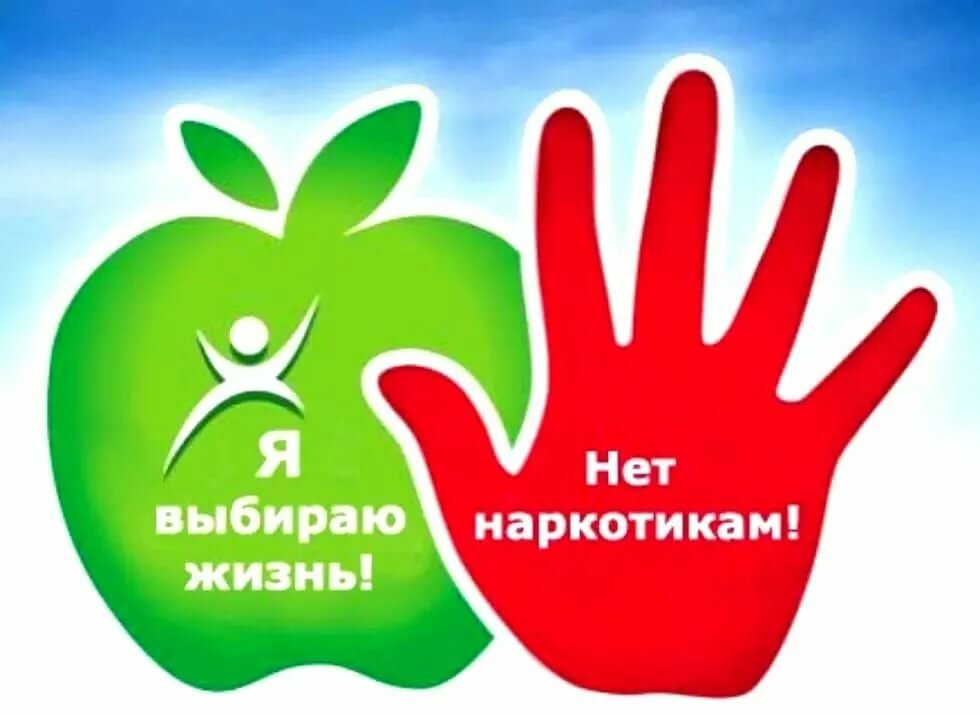 Я
выбираю
жизнь!
Нет
наркотикам!